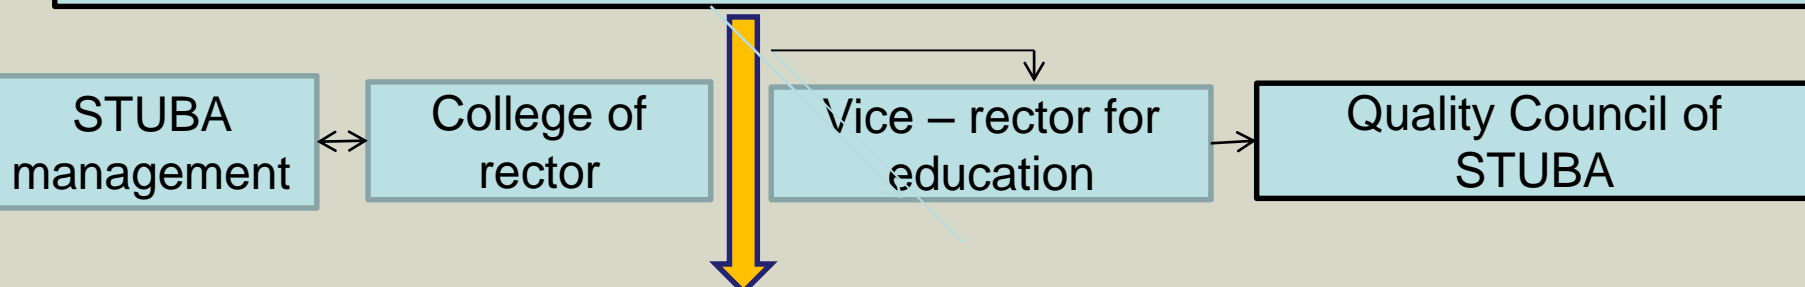 STUBA
management
College of
rector
Vice – rector for
education
Quality Council of
STUBA